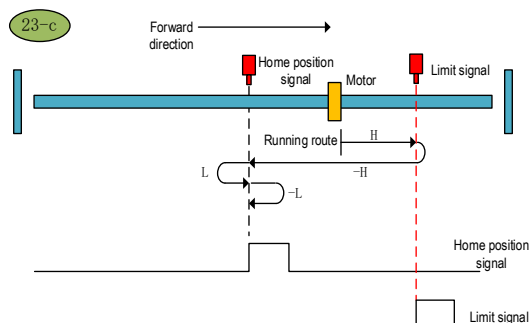 23-c
Forward
direction
Home position
signal
Motor
Limit signal
Running route
H
-H
L
-L
Home position
signal
Limit signal